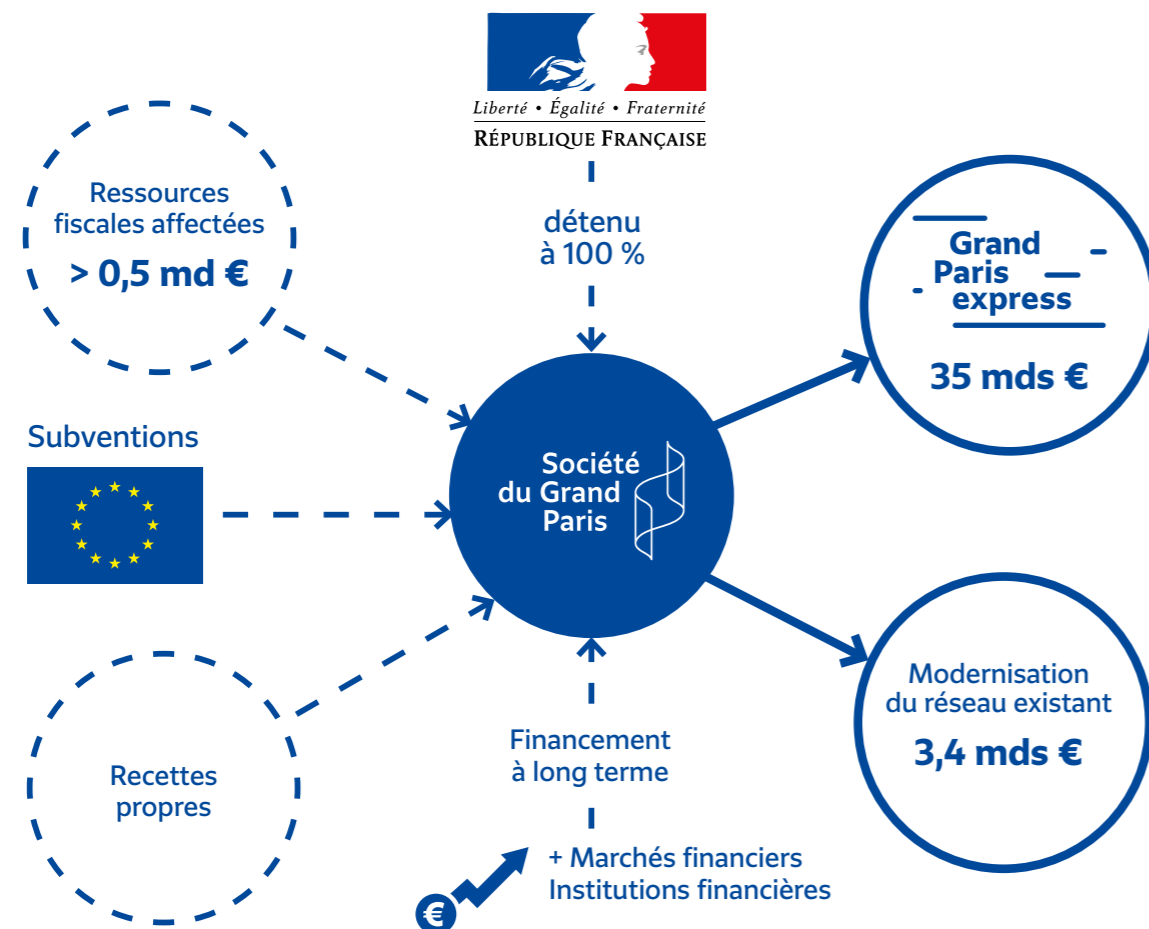 Liberté • Égalité • Fraternité
RÉPUBLIQUE FRANÇAISE
détenu
à 100 %
Ressources
fiscales affectées
> 0,5 md €
Grand
Paris
express
35 mds €
Subventions
Société
du Grand
Paris
Recettes
propres
Financement
à long terme
€
+ Marchés financiers
Institutions financières
Modernisation
du réseau existant
3,4 mds €